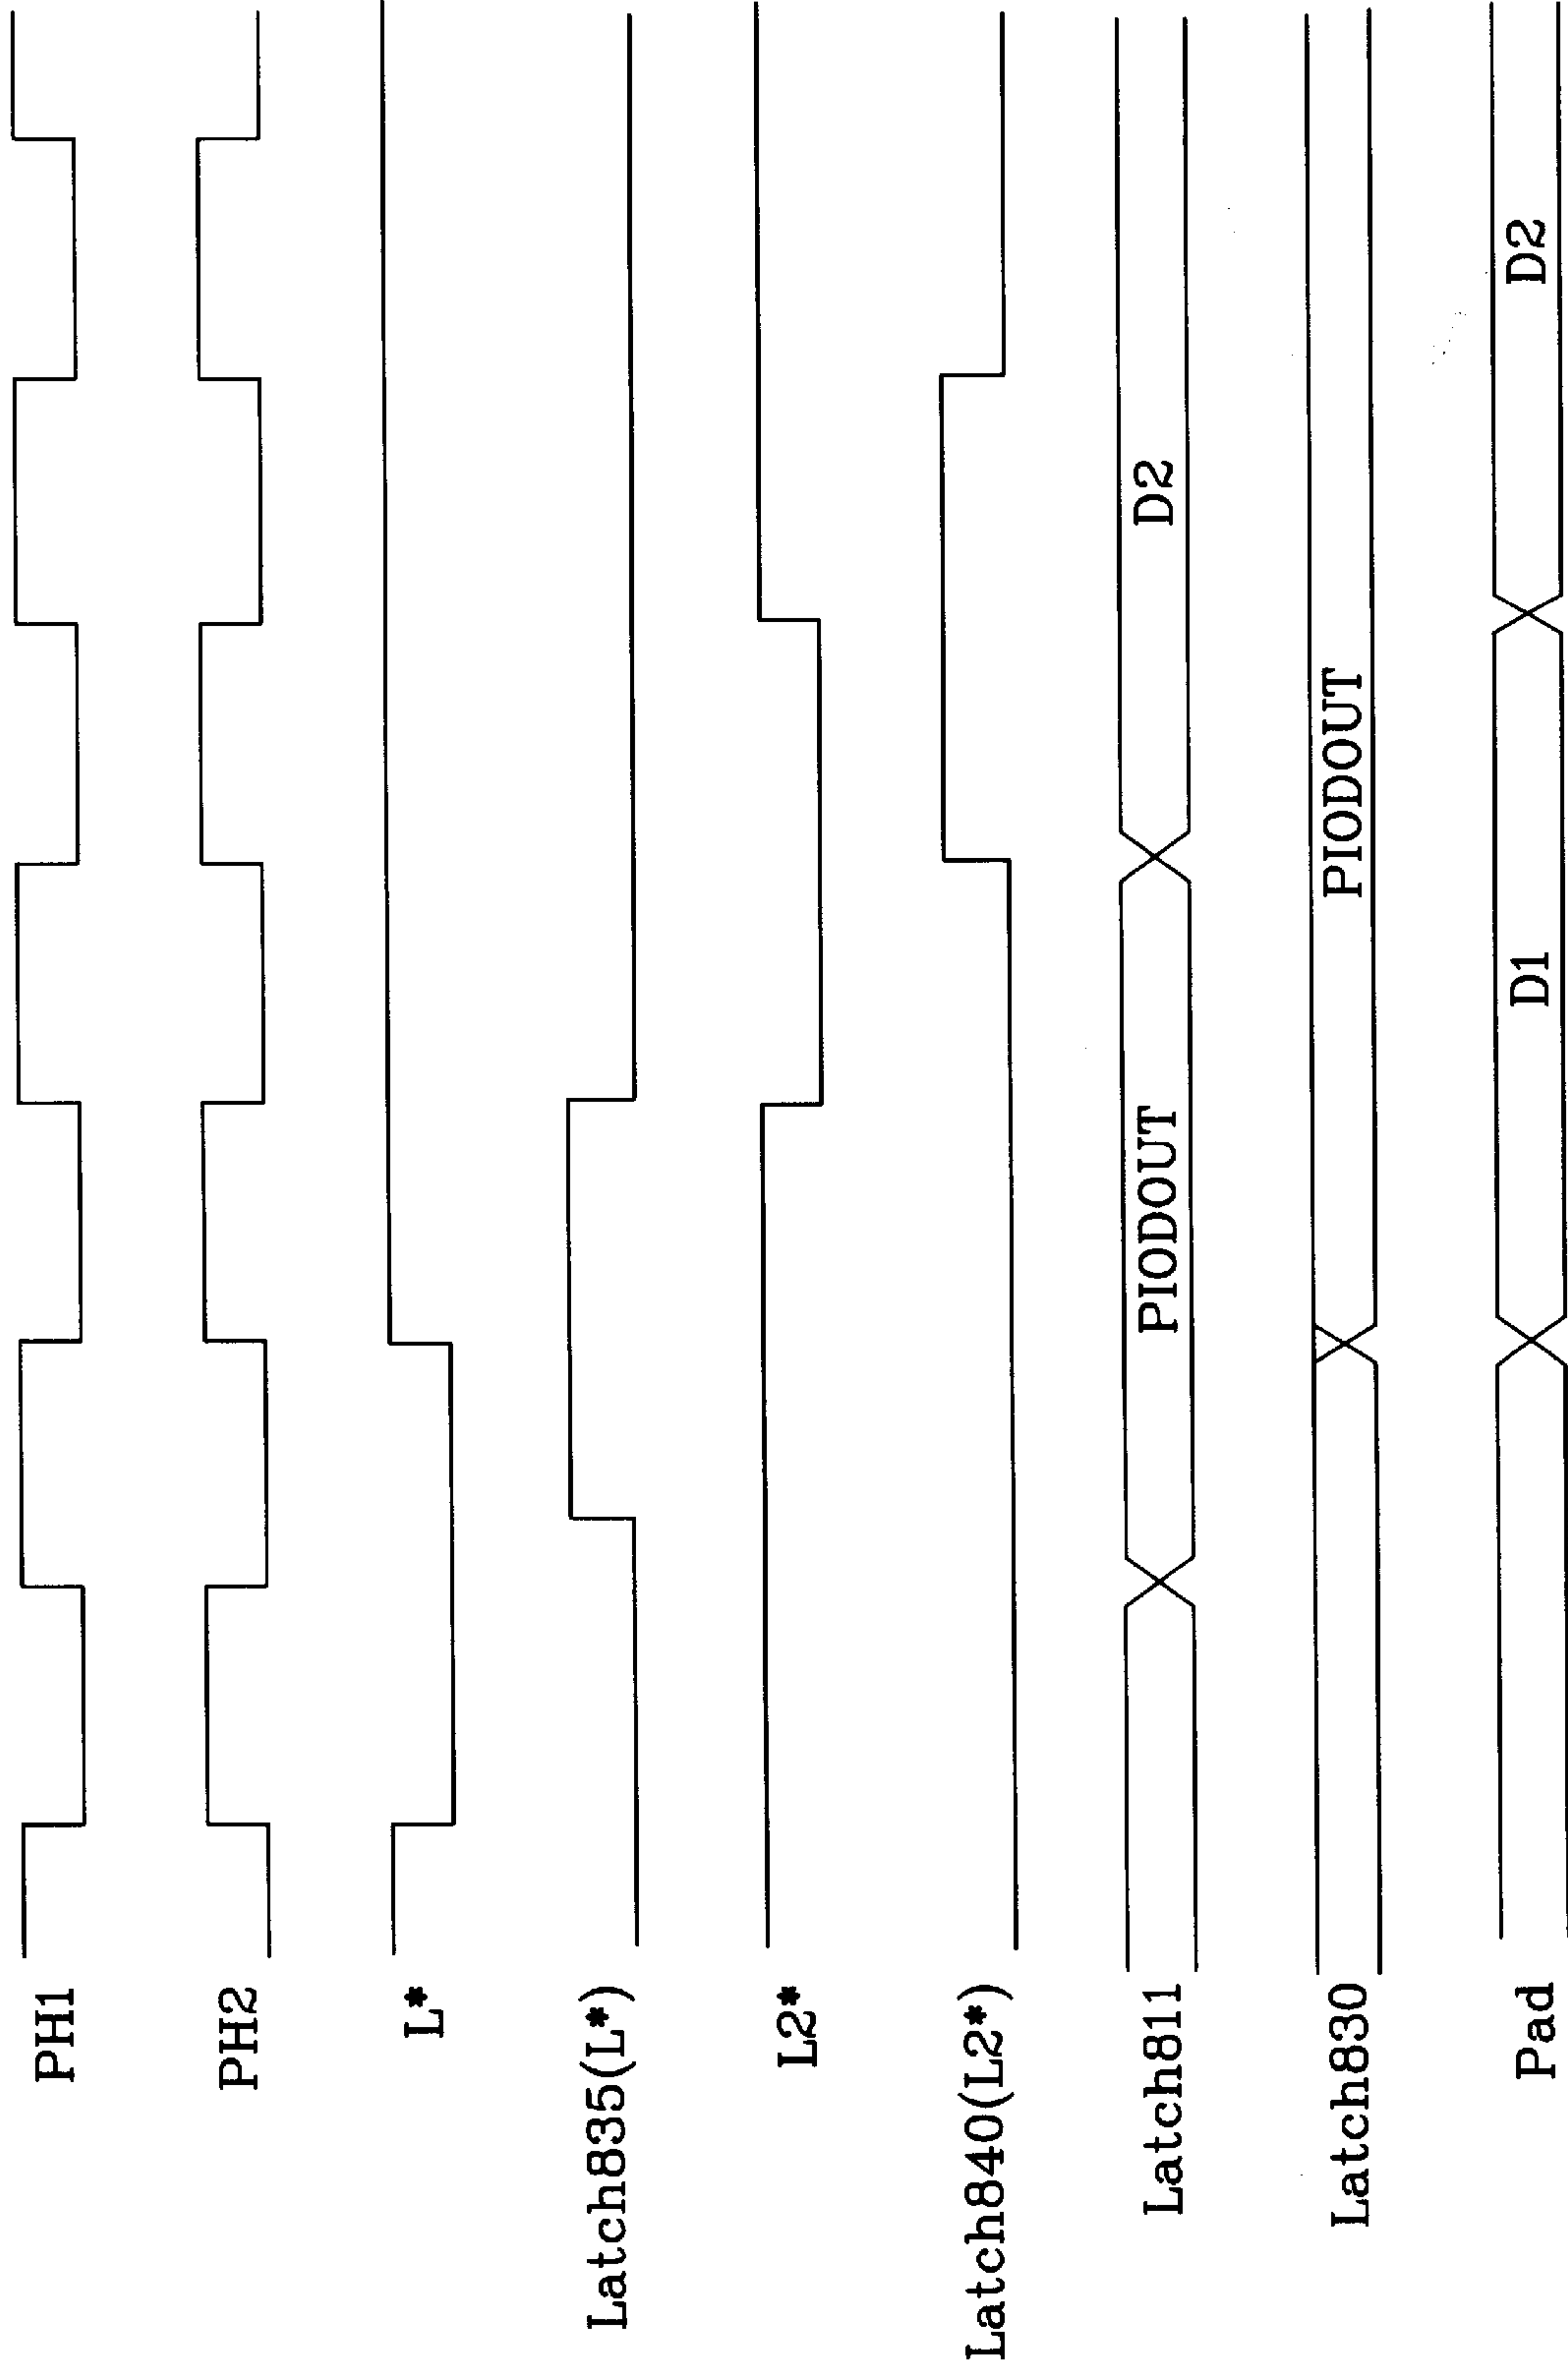 PH1
PH2
L*
Latch835(L*)
L2*
Latch840(L2*)
Latch811 PIODOUT D2
Latch830 PIODOUT
Pad D1 D2